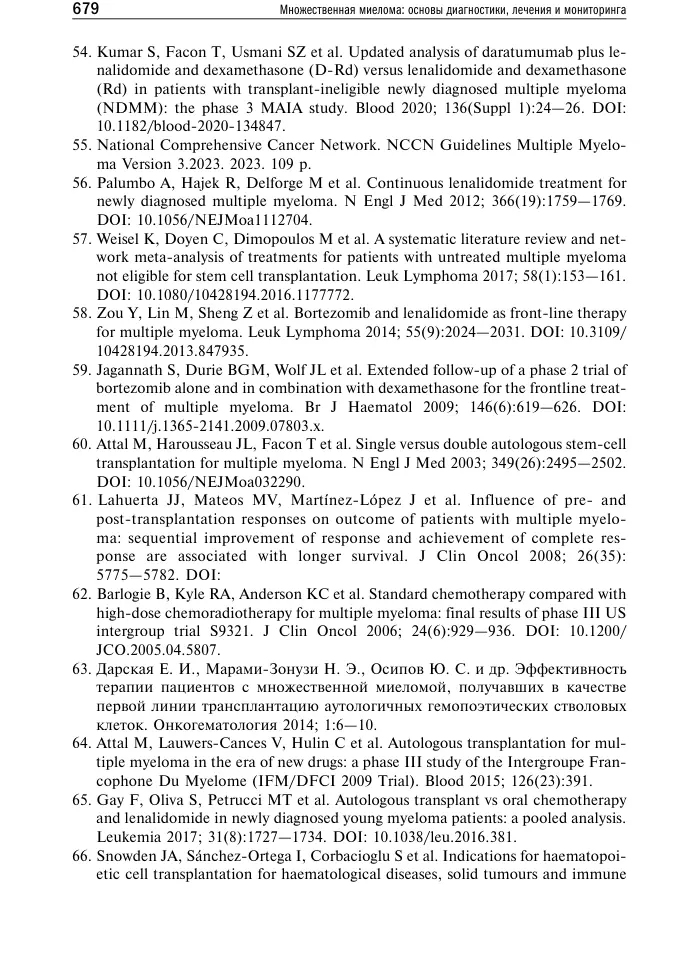 679 Множественная миелома: основы диагностики, лечения и мониторинга
54. Kumar S, Facon T, Usmani SZ et al. Updated analysis of daratumumab plus le-
nalidomide and dexamethasone (D-Rd) versus lenalidomide and dexamethasone
(Rd) in patients with transplant-ineligible newly diagnosed multiple myeloma
(NDMM): the phase 3 MAIA study. Blood 2020; 136(Suppl 1):24—26. DOI:
10.1182/blood-2020-134847.
55. National Comprehensive Cancer Network. NCCN Guidelines Multiple Myelo-
ma Version 3.2023. 2023. 109 p.
56. Palumbo A, Hajek R, Delforge M et al. Continuous lenalidomide treatment for
newly diagnosed multiple myeloma. N Engl J Med 2012; 366(19):1759—1769.
DOI: 10.1056/NEJMoa1112704.
57. Weisel K, Doyen C, Dimopoulos M et al. A systematic literature review and net-
work meta-analysis of treatments for patients with untreated multiple myeloma
not eligible for stem cell transplantation. Leuk Lymphoma 2017; 58(1):153—161.
DOI: 10.1080/10428194.2016.1177772.
58. Zou Y, Lin M, Sheng Z et al. Bortezomib and lenalidomide as front-line therapy
for multiple myeloma. Leuk Lymphoma 2014; 55(9):2024—2031. DOI: 10.3109/
10428194.2013.847935.
59. Jagannath S, Durie BGM, Wolf JL et al. Extended follow-up of a phase 2 trial of
bortezomib alone and in combination with dexamethasone for the frontline treat-
ment of multiple myeloma. Br J Haematol 2009; 146(6):619—626. DOI:
10.1111/j.1365-2141.2009.07803.x.
60. Attal M, Harousseau JL, Facon T et al. Single versus double autologous stem-cell
transplantation for multiple myeloma. N Engl J Med 2003; 349(26):2495—2502.
DOI: 10.1056/NEJMoa032290.
61. Lahuerta JJ, Mateos MV, Martínez-López J et al. Influence of pre- and
post-transplantation responses on outcome of patients with multiple myelo-
ma: sequential improvement of response and achievement of complete res-
ponse are associated with longer survival. J Clin Oncol 2008; 26(35):
5775—5782. DOI:
62. Barlogie B, Kyle RA, Anderson KC et al. Standard chemotherapy compared with
high-dose chemoradiotherapy for multiple myeloma: final results of phase III US
intergroup trial S9321. J Clin Oncol 2006; 24(6):929—936. DOI: 10.1200/
JCO.2005.04.5807.
63. Дарская Е. И., Марами-Зонузи Н. Э., Осипов Ю. С. и др. Эффективность
терапии пациентов с множественной миеломой, получавших в качестве
первой линии трансплантацию аутологичных гемопоэтических стволовых
клеток. Онкогематология 2014; 1:6—10.
64. Attal M, Lauwers-Cances V, Hulin C et al. Autologous transplantation for mul-
tiple myeloma in the era of new drugs: a phase III study of the Intergroupe Fran-
cophone Du Myelome (IFM/DFCI 2009 Trial). Blood 2015; 126(23):391.
65. Gay F, Oliva S, Petrucci MT et al. Autologous transplant vs oral chemotherapy
and lenalidomide in newly diagnosed young myeloma patients: a pooled analysis.
Leukemia 2017; 31(8):1727—1734. DOI: 10.1038/leu.2016.381.
66. Snowden JA, Sánchez-Ortega I, Corbacioglu S et al. Indications for haematopoi-
etic cell transplantation for haematological diseases, solid tumours and immune